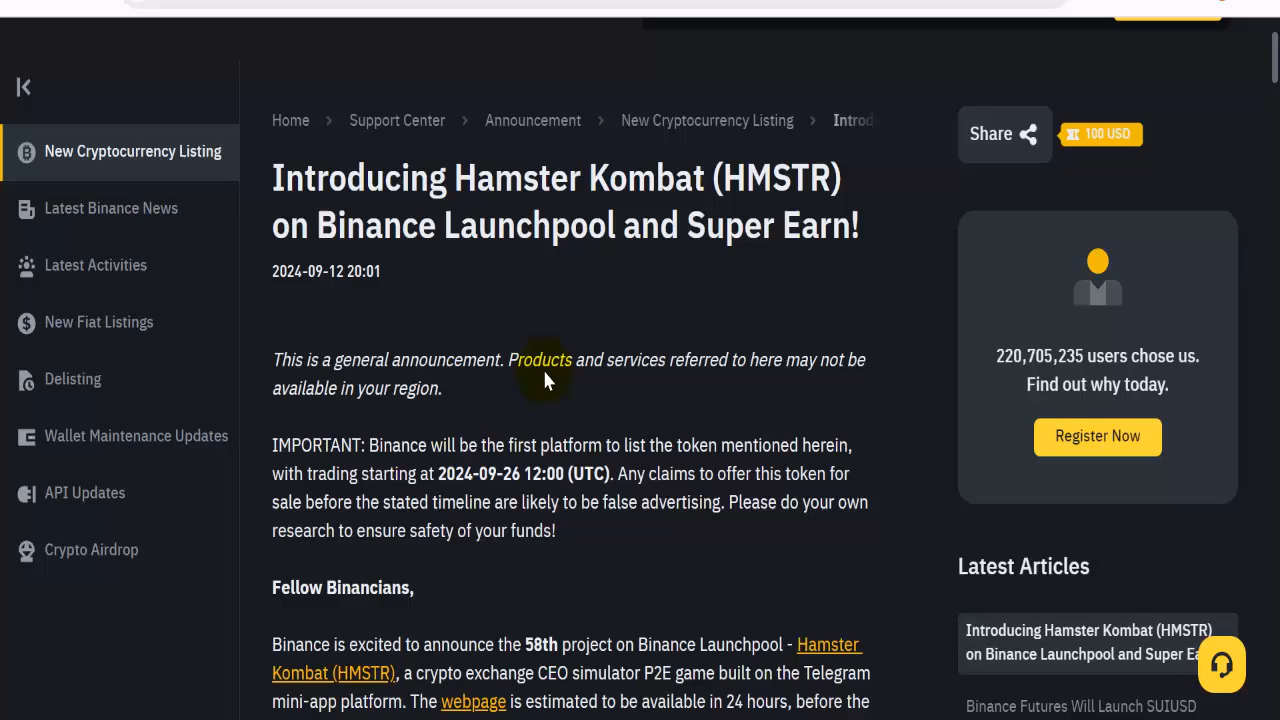 New Cryptocurrency Listing
Latest Binance News
Latest Activities
New Fiat Listings
Delisting
Wallet Maintenance Updates
API Updates
Crypto Airdrop
Home > Support Center > Announcement > New Cryptocurrency Listing > Introd
Introducing Hamster Kombat (HMSTR)
on Binance Launchpool and Super Earn!
2024-09-12 20:01
This is a general announcement. Products and services referred to here may not be
available in your region.
IMPORTANT: Binance will be the first platform to list the token mentioned herein,
with trading starting at 2024-09-26 12:00 (UTC). Any claims to offer this token for
sale before the stated timeline are likely to be false advertising. Please do your own
research to ensure safety of your funds!
Fellow Binancians,
Binance is excited to announce the 58th project on Binance Launchpool - Hamster
Kombat (HMSTR), a crypto exchange CEO simulator P2E game built on the Telegram
mini-app platform. The webpage is estimated to be available in 24 hours, before the
Share
100 USD
220,705,235 users chose us.
Find out why today.
Register Now
Latest Articles
Introducing Hamster Kombat (HMSTR)
on Binance Launchpool and Super Ea
Binance Futures Will Launch SUIUSD